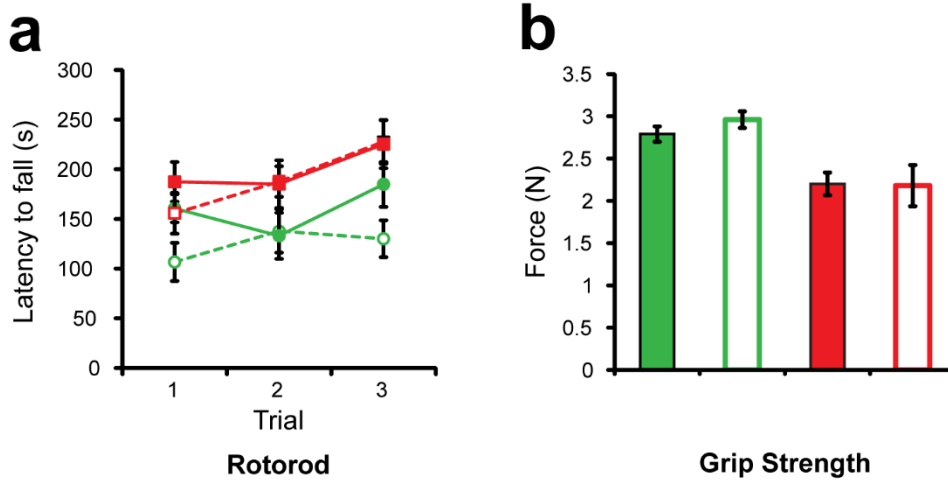 a
300
250
200
150
100
50
0
Latency to fall (s)
1 2 3
Trial
Rotorod
b
3.5
3
2.5
2
1.5
1
0.5
0
Force (N)
Grip Strength